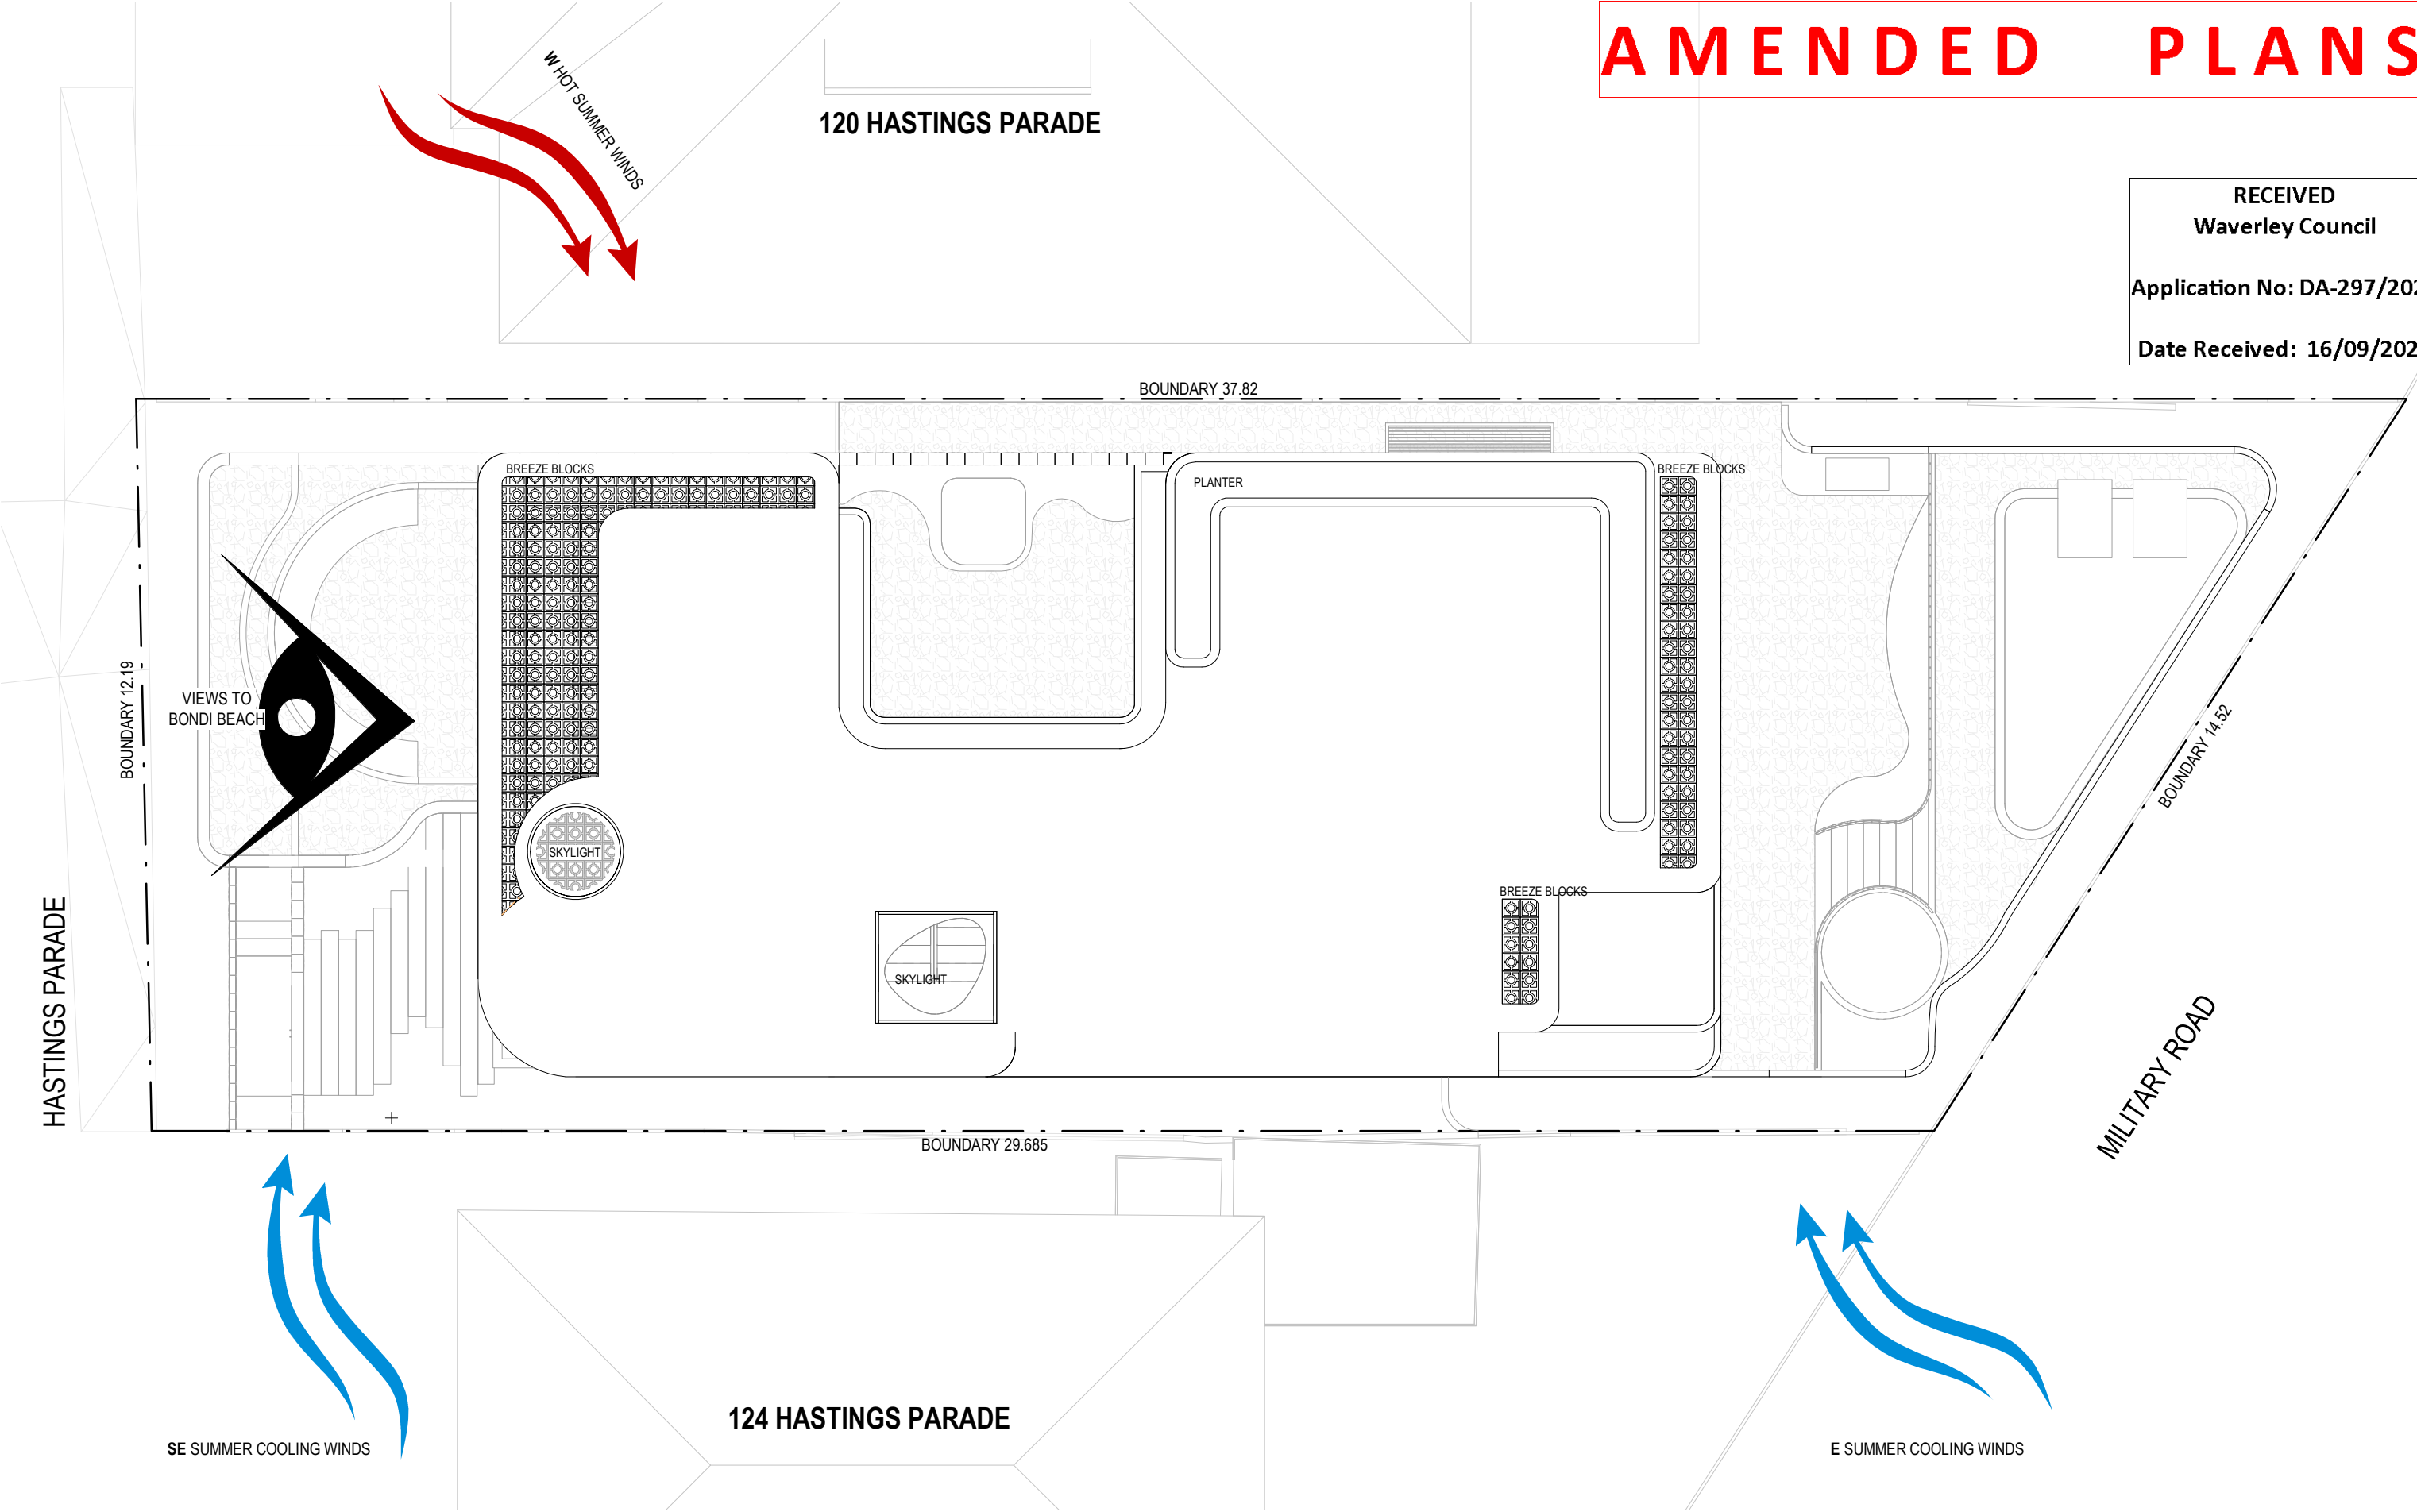 AMENDED PLANS
W HOT SUMMER WINDS
120 HASTINGS PARADE
RECEIVED
Waverley Council
Application No: DA-297/202
Date Received: 16/09/202
BOUNDARY 37.82
BREEZE BLOCKS
BREEZE BLOCKS
PLANTER
BOUNDARY 12.19
VIEWS TO
BONDI BEACH
BOUNDARY 14.52
SKYLIGHT
BREEZE BLOCKS
HASTINGS PARADE
SKYLIGHT
MILITARY ROAD
BOUNDARY 29.685
124 HASTINGS PARADE
SE SUMMER COOLING WINDS
E SUMMER COOLING WINDS